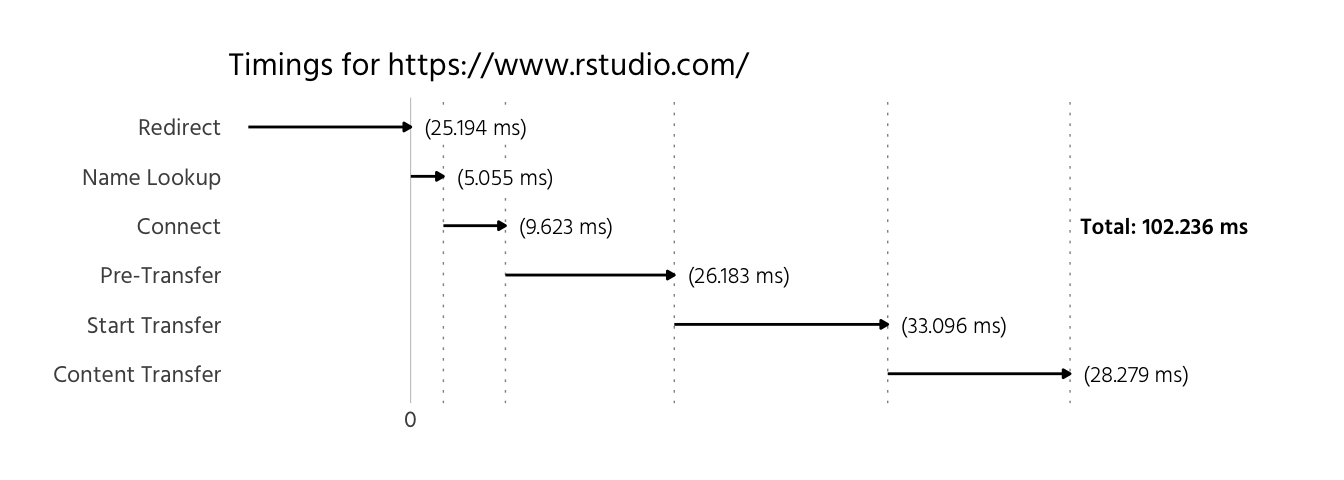 Timings for https://www.rstudio.com/
Redirect (25.194 ms)
Name Lookup (5.055 ms)
Connect (9.623 ms) Total: 102.236 ms
Pre-Transfer (26.183 ms)
Start Transfer (33.096 ms)
Content Transfer (28.279 ms)
0